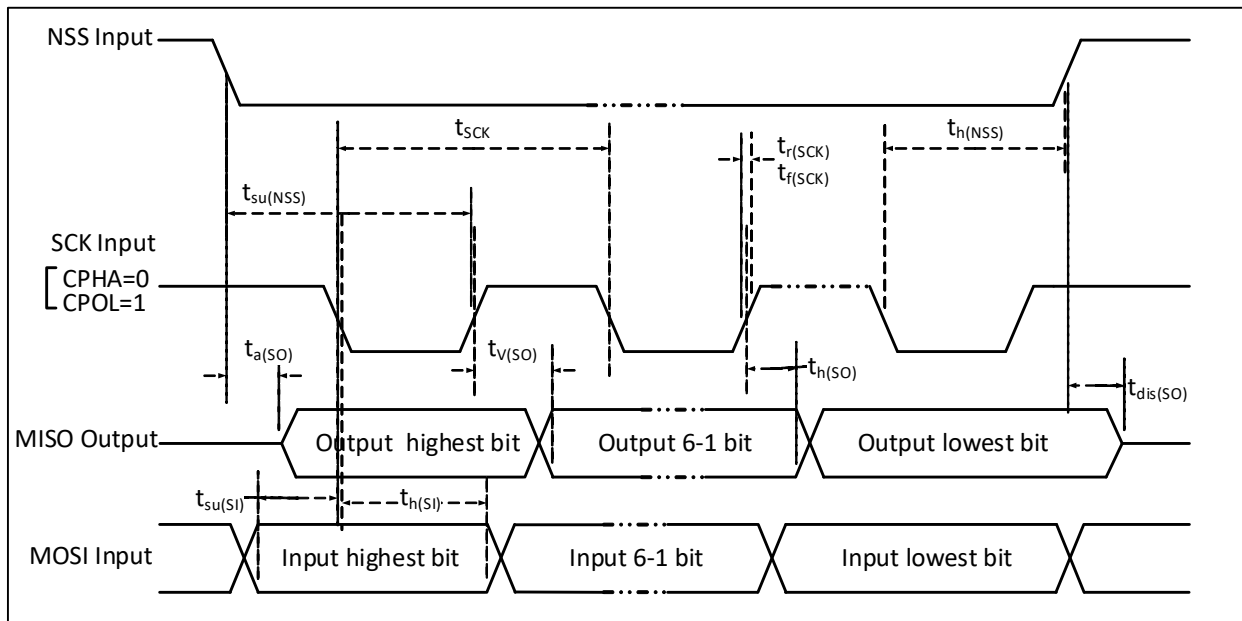 NSS Input
tSCK
tr(SCK)
tf(SCK)
th(NSS)
tsu(NSS)
SCK Input
CPHA=0
CPOL=1
ta(SO)
tV(SO)
th(SO)
tdis(SO)
MISO Output
Output highest bit
Output 6-1 bit
Output lowest bit
tsu(SI)
th(SI)
MOSI Input
Input highest bit
Input 6-1 bit
Input lowest bit